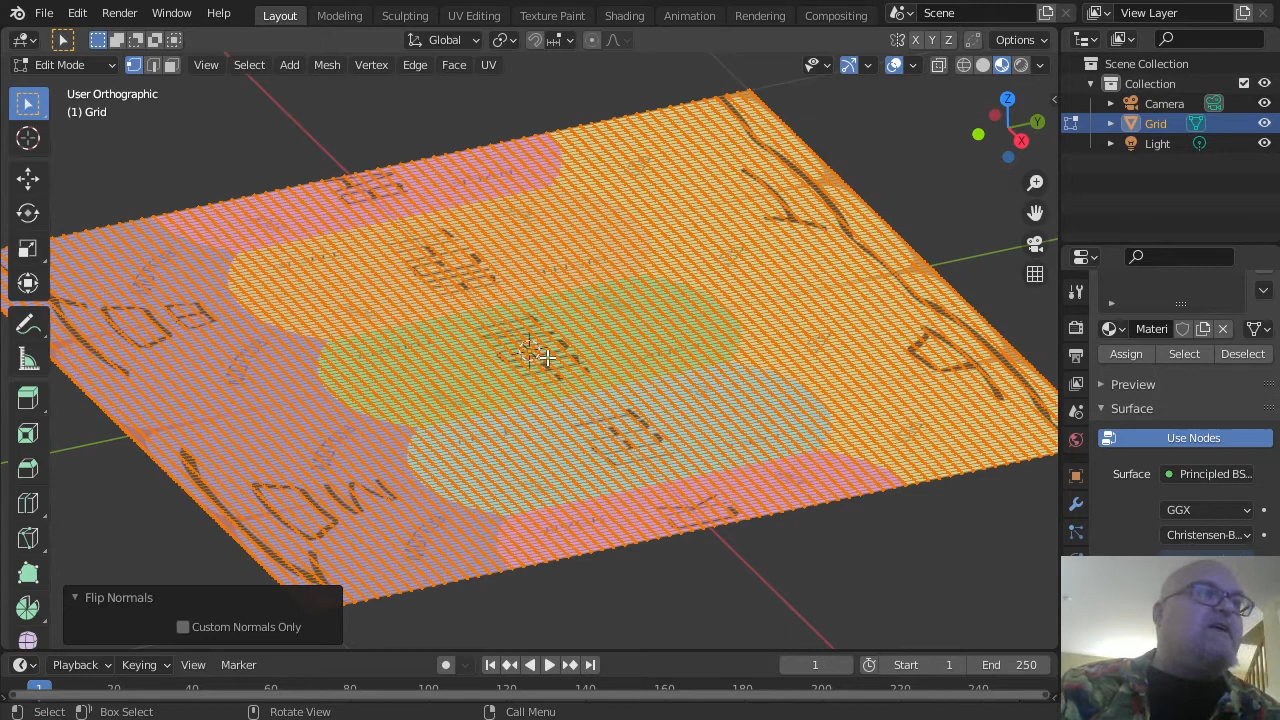 File Edit Render Window Help Layout Modeling Sculpting UV Editing Texture Paint Shading Animation Rendering Compositing Scene View Layer
Global X Y Z Options
Edit Mode View Select Add Mesh Vertex Edge Face UV Scene Collection
Collection
User Orthographic
(1) Grid
Camera
Grid
Light
Z
Y
X
Materi
Assign Select Deselect
Preview
Surface
Use Nodes
Surface Principled BS...
GGX
Christensen-B...
Flip Normals
Custom Normals Only
Playback Keying View Marker 1 Start 1 End 250
1 20 40 60 80 100 120 140 160 180 200 220 240
Select Box Select Rotate View Call Menu